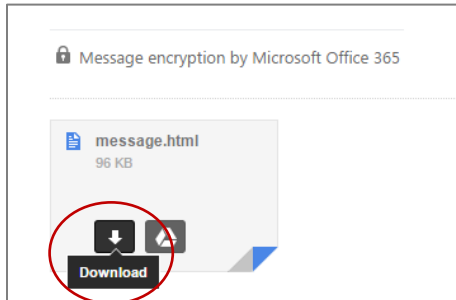 Message encryption by Microsoft Office 365
message.html
96 KB
Download